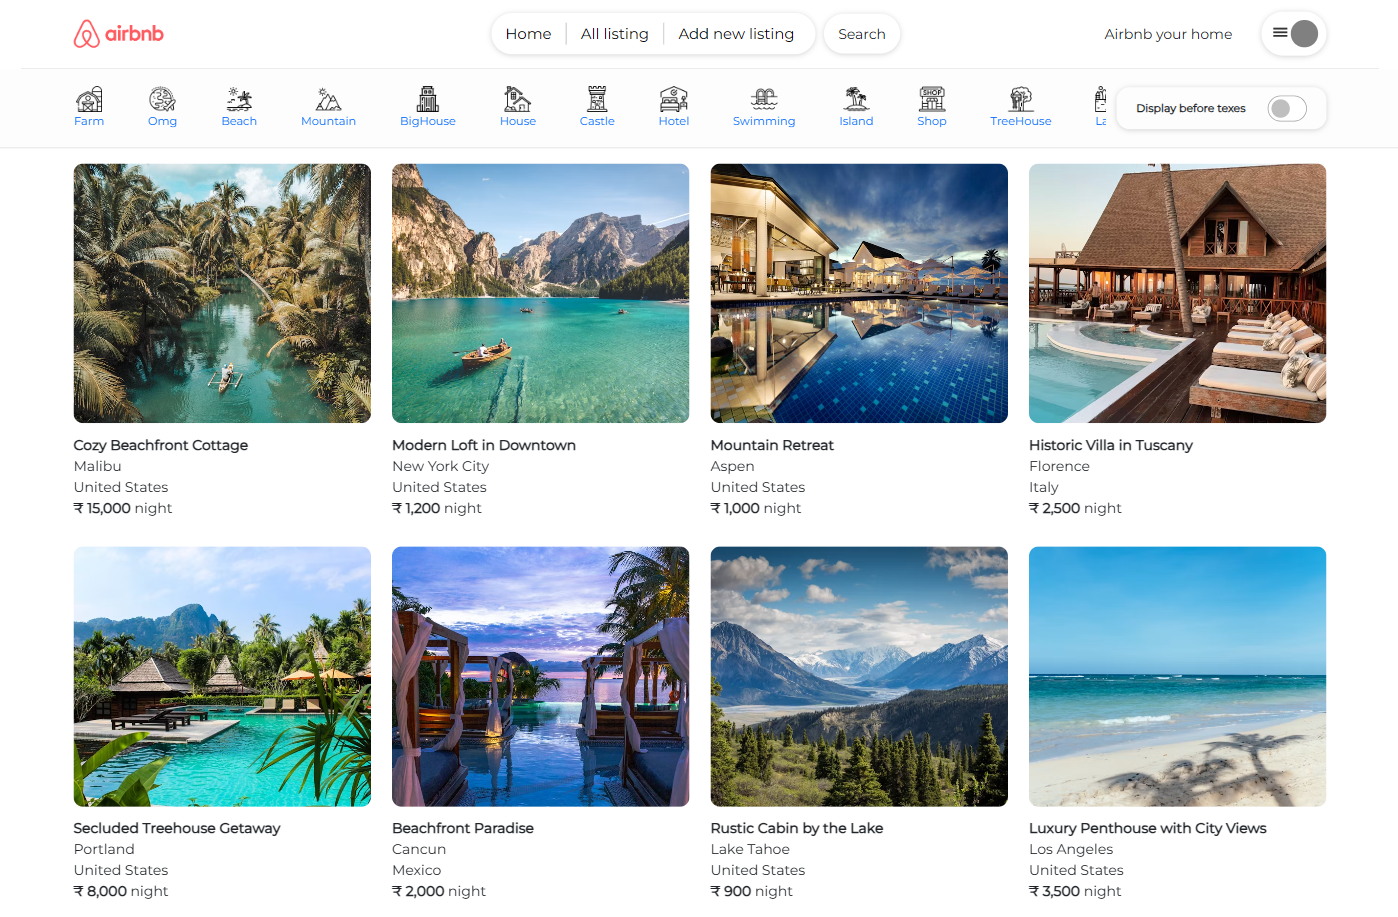 airbnb
Home All listing Add new listing Search
Airbnb your home
Farm Omg Beach Mountain BigHouse House Castle Hotel Swimming Island Shop TreeHouse
Display before texes
SHOP
Cozy Beachfront Cottage
Malibu
United States
₹ 15,000 night
Modern Loft in Downtown
New York City
United States
₹ 1,200 night
Mountain Retreat
Aspen
United States
₹ 1,000 night
Historic Villa in Tuscany
Florence
Italy
₹ 2,500 night
Secluded Treehouse Getaway
Portland
United States
₹ 8,000 night
Beachfront Paradise
Cancun
Mexico
₹ 2,000 night
Rustic Cabin by the Lake
Lake Tahoe
United States
₹ 900 night
Luxury Penthouse with City Views
Los Angeles
United States
₹ 3,500 night